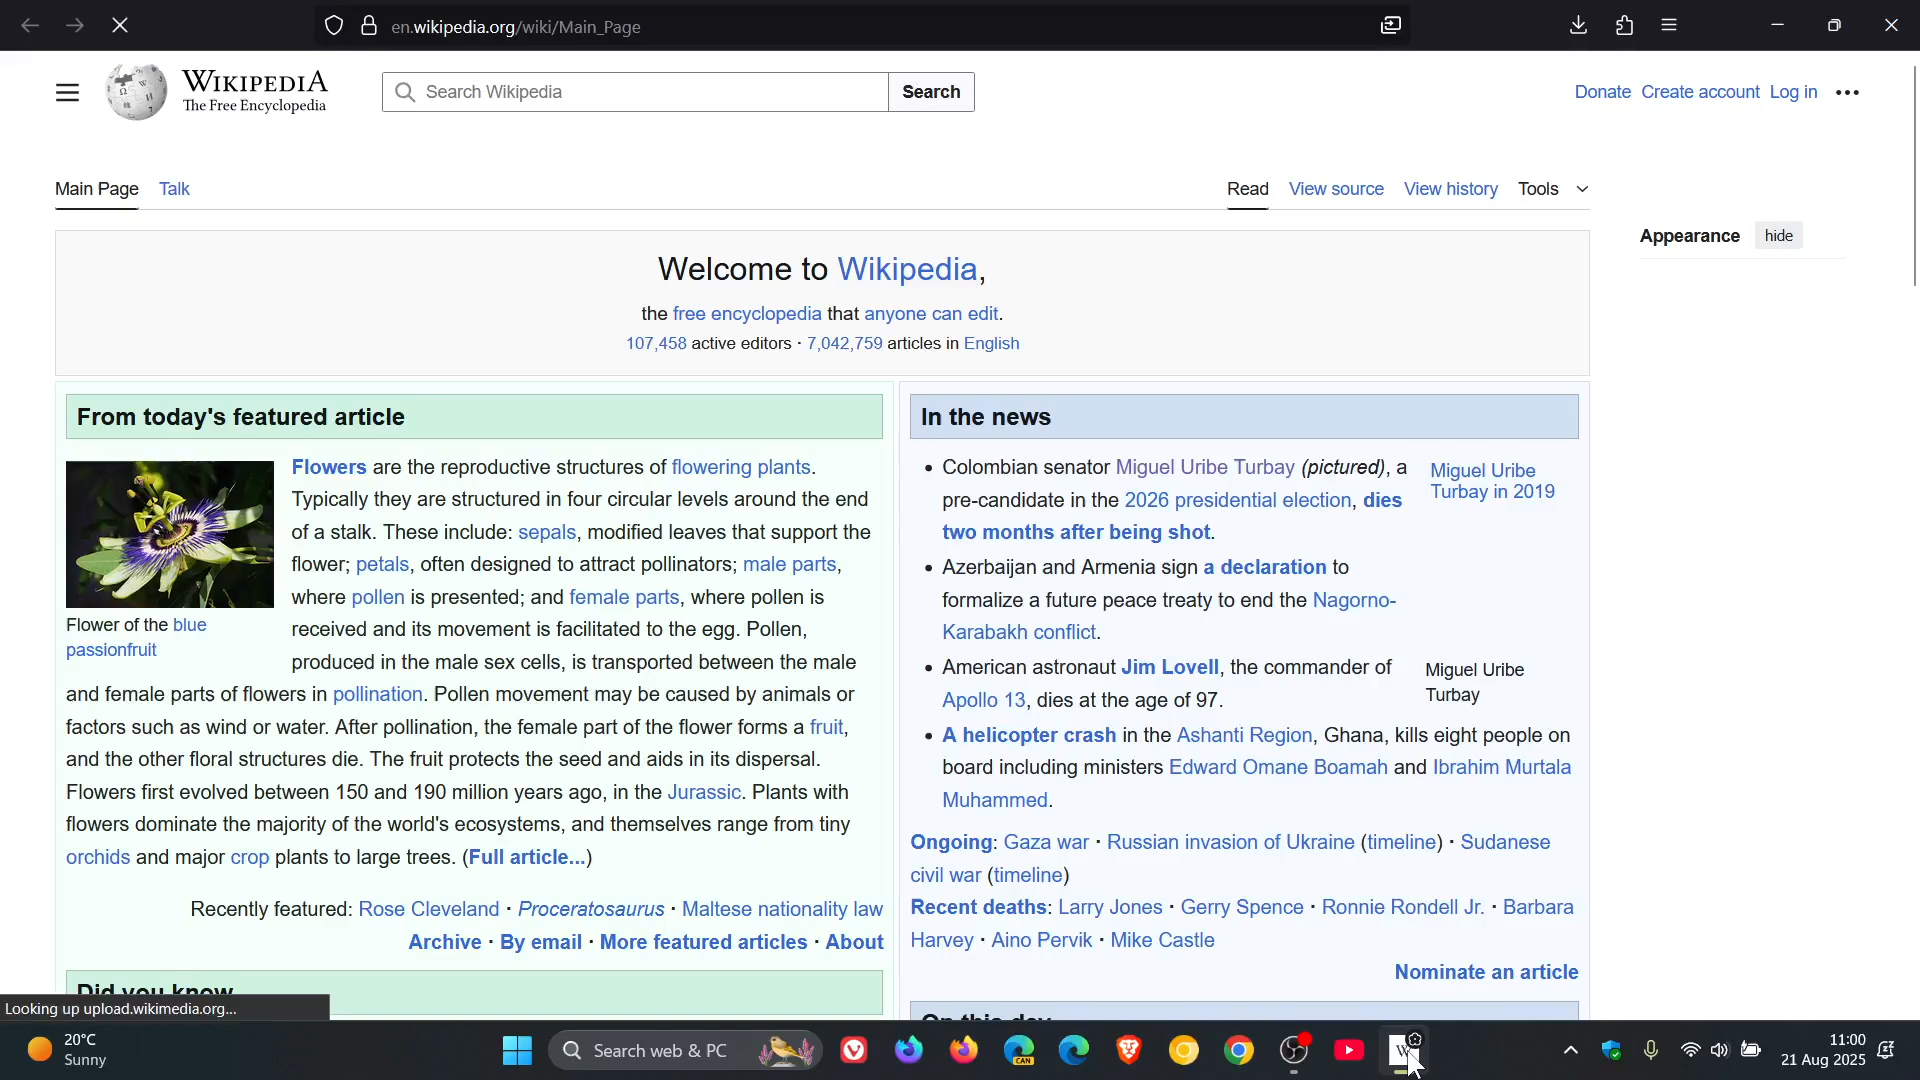 en.wikipedia.org/wiki/Main_Page
WIKIPEDIA
The Free Encyclopedia
Search Wikipedia
Search
Donate Create account Log in
Main Page Talk
Read View source View history Tools
Appearance hide
Welcome to Wikipedia,
the free encyclopedia that anyone can edit.
107,458 active editors · 7,042,759 articles in English
From today's featured article
Flowers are the reproductive structures of flowering plants.
Typically they are structured in four circular levels around the end
of a stalk. These include: sepals, modified leaves that support the
flower; petals, often designed to attract pollinators; male parts,
where pollen is presented; and female parts, where pollen is
received and its movement is facilitated to the egg. Pollen,
produced in the male sex cells, is transported between the male
Flower of the blue
passionfruit
and female parts of flowers in pollination. Pollen movement may be caused by animals or
factors such as wind or water. After pollination, the female part of the flower forms a fruit,
and the other floral structures die. The fruit protects the seed and aids in its dispersal.
Flowers first evolved between 150 and 190 million years ago, in the Jurassic. Plants with
flowers dominate the majority of the world's ecosystems, and themselves range from tiny
orchids and major crop plants to large trees. (Full article...)
Recently featured: Rose Cleveland · Proceratosaurus · Maltese nationality law
Archive · By email · More featured articles · About
Did you know
In the news
• Colombian senator Miguel Uribe Turbay (pictured), a
pre-candidate in the 2026 presidential election, dies
two months after being shot.
• Azerbaijan and Armenia sign a declaration to
formalize a future peace treaty to end the Nagorno-
Karabakh conflict.
• American astronaut Jim Lovell, the commander of
Apollo 13, dies at the age of 97.
Miguel Uribe
Turbay in 2019
Miguel Uribe
Turbay
• A helicopter crash in the Ashanti Region, Ghana, kills eight people on
board including ministers Edward Omane Boamah and Ibrahim Murtala
Muhammed.
Ongoing: Gaza war · Russian invasion of Ukraine (timeline) · Sudanese
civil war (timeline)
Recent deaths: Larry Jones · Gerry Spence · Ronnie Rondell Jr. · Barbara
Harvey · Aino Pervik · Mike Castle
Nominate an article
On this day
Looking up upload.wikimedia.org...
20°C
Sunny
Search web & PC
CAN
W
11:00
21 Aug 2025